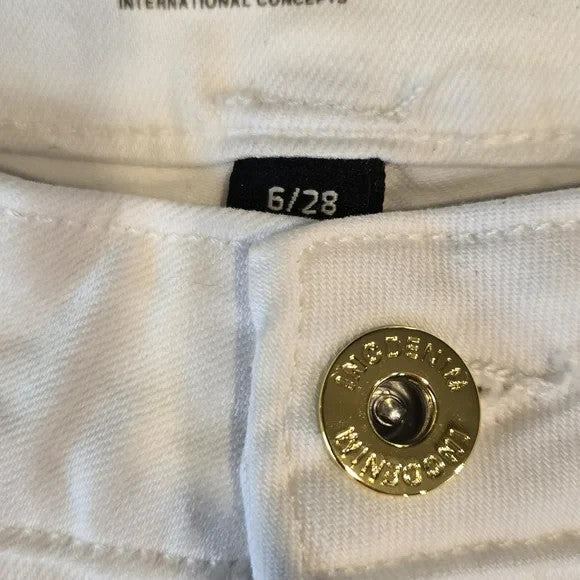 INTERNATIONAL CONCEPTS
6/28
INCDENIM
INCDENIM